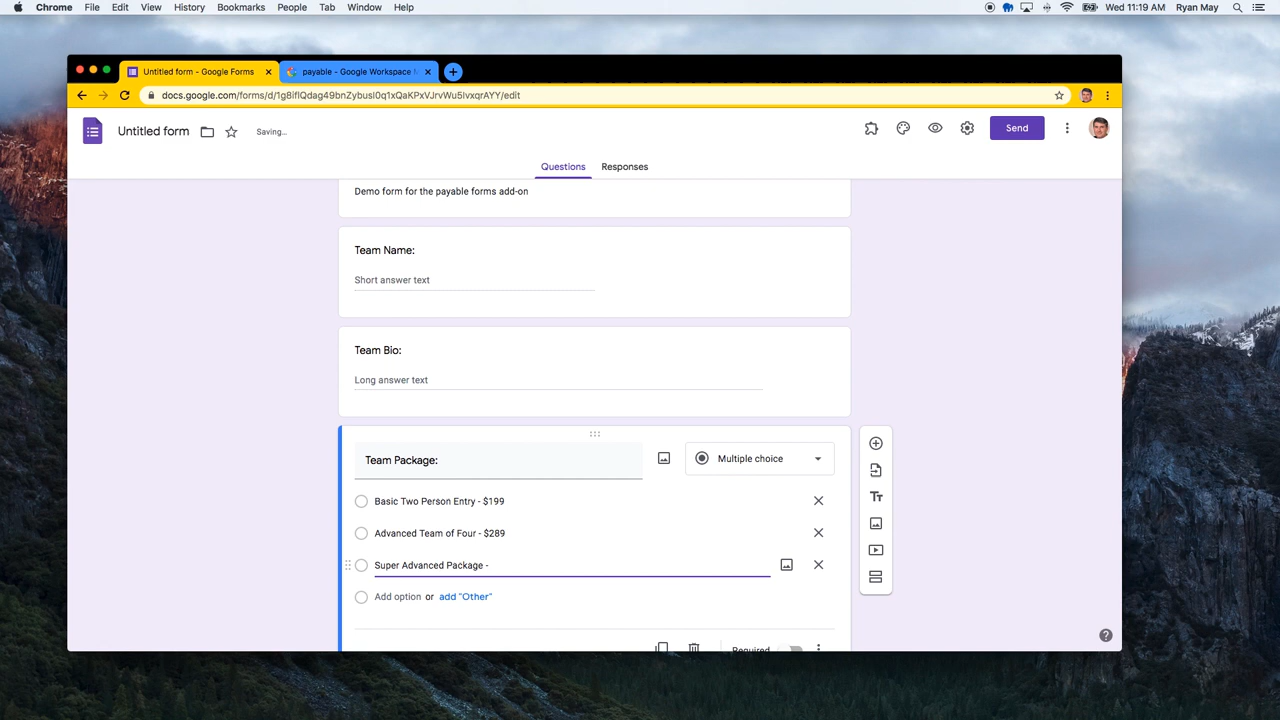 Chrome File Edit View History Bookmarks People Tab Window Help Wed 11:19 AM Ryan May
Untitled form - Google Forms payable - Google Workspace M
docs.google.com/forms/d/1g8iflQdag49bnZybusl0q1xQaKPxVJrvWu5lvxqrAYY/edit
Untitled form Saving... Send
Questions Responses
Demo form for the payable forms add-on
Team Name:
Short answer text
Team Bio:
Long answer text
Team Package: Multiple choice
Basic Two Person Entry - $199
Advanced Team of Four - $289
Super Advanced Package -
Add option or add "Other"
Required